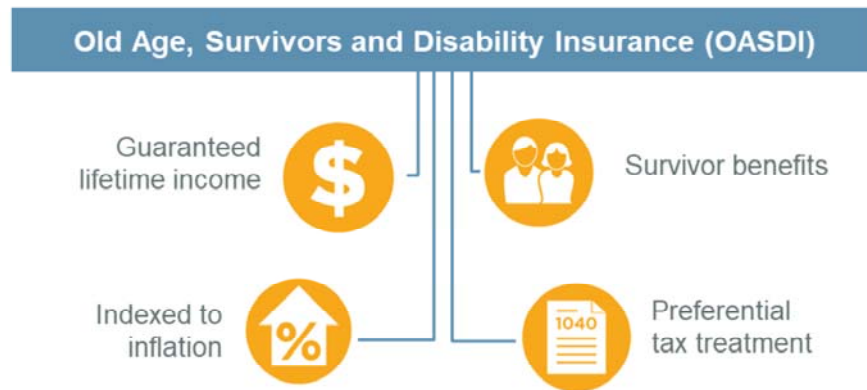 Old Age, Survivors and Disability Insurance (OASDI)
Guaranteed
lifetime income
$
Survivor benefits
Indexed to
inflation
%
1040
Preferential
tax treatment